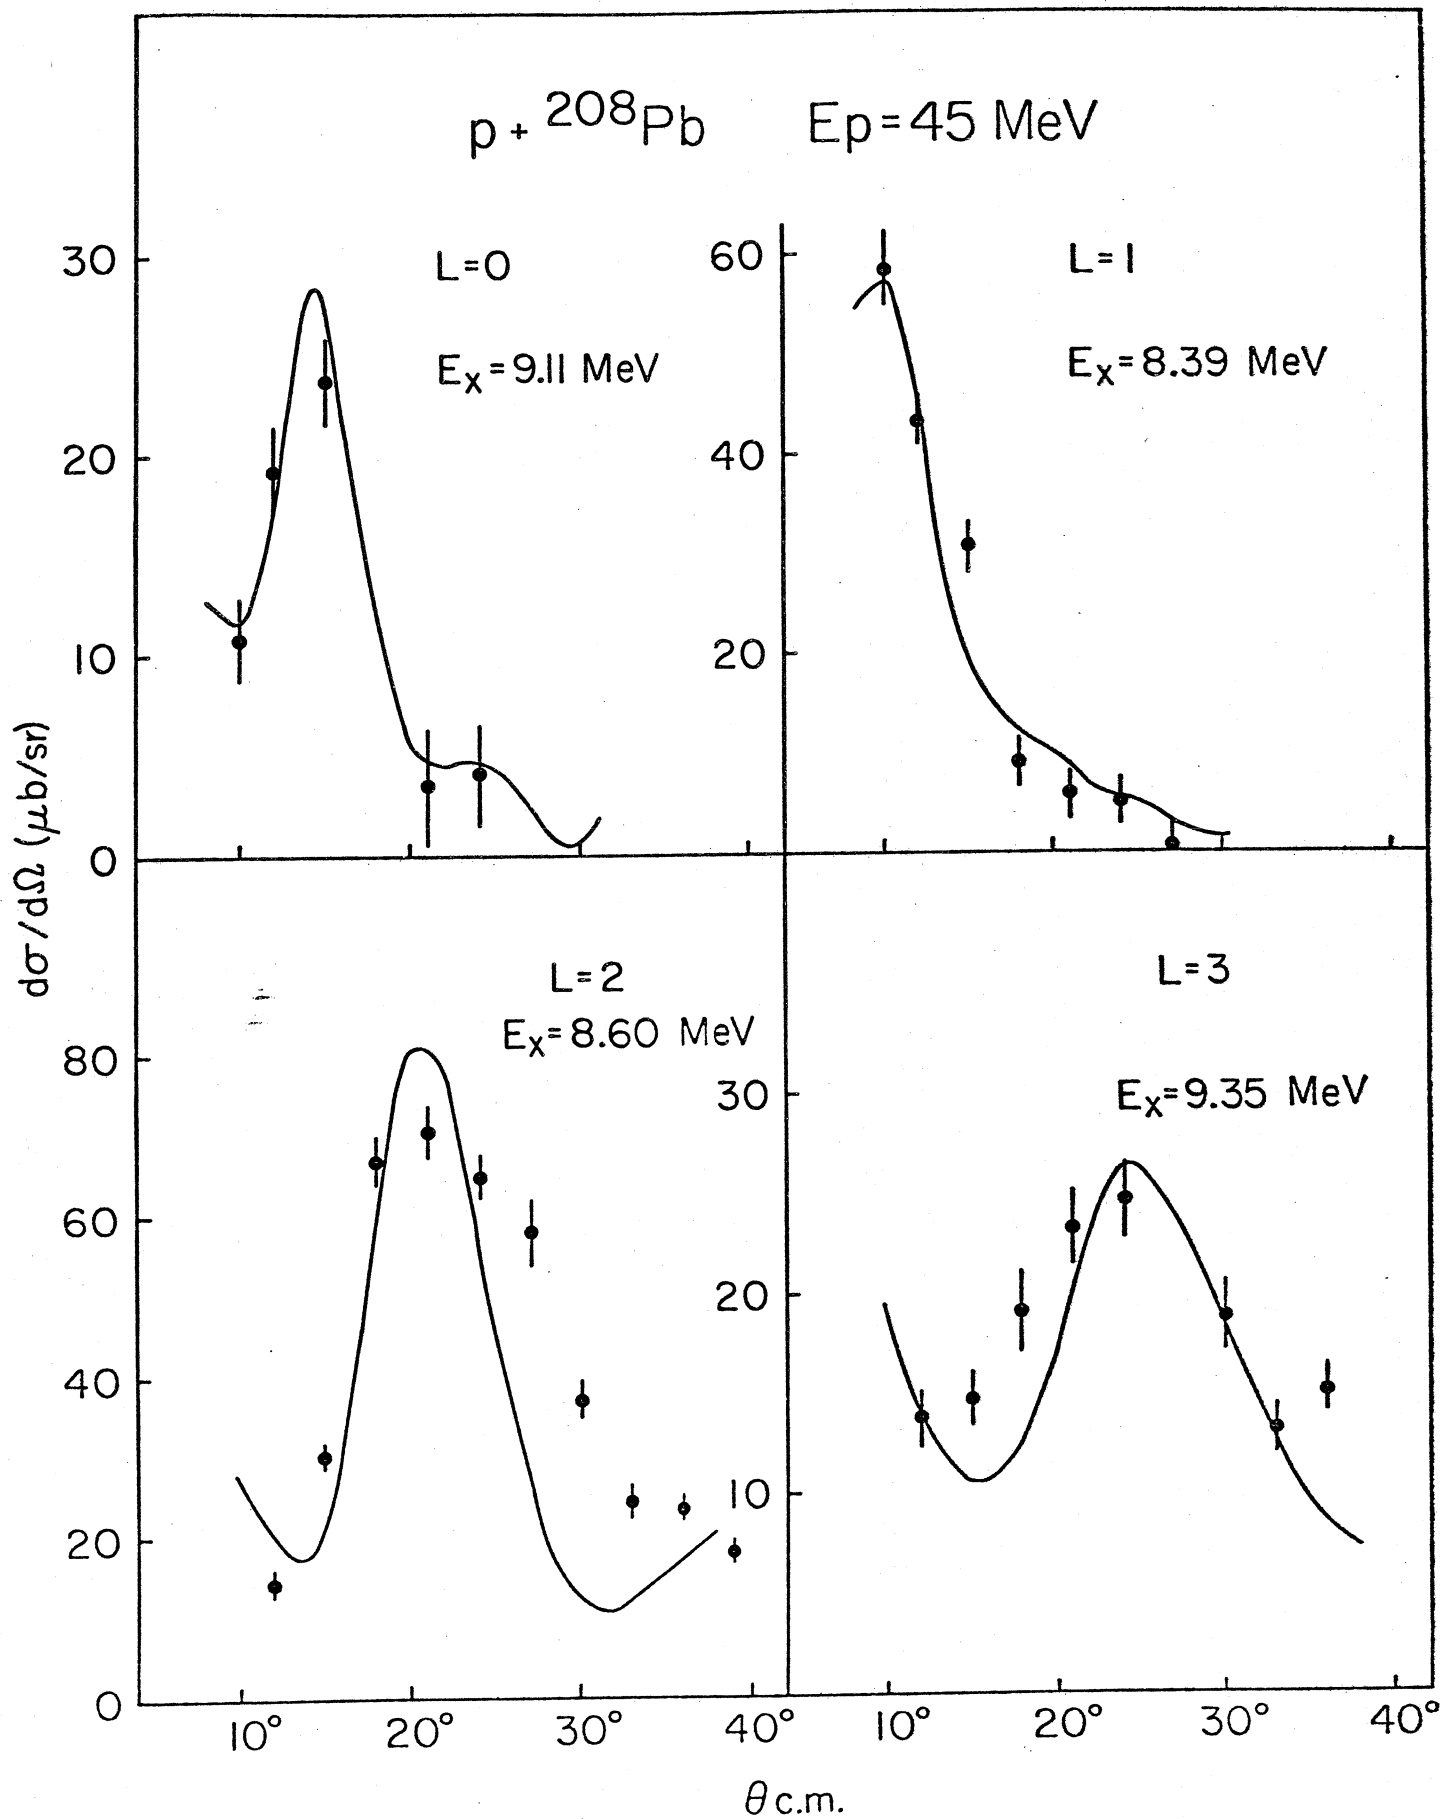 p + ²⁰⁸Pb Ep = 45 MeV
dσ/dΩ (μb/sr)
L=0
Eₓ = 9.11 MeV
30
20
10
0
L=1
Eₓ= 8.39 MeV
60
40
20
L=2
Eₓ= 8.60 MeV
80
60
40
20
0
10° 20° 30° 40°
L=3
Eₓ=9.35 MeV
30
20
10
10° 20° 30° 40°
θ c.m.